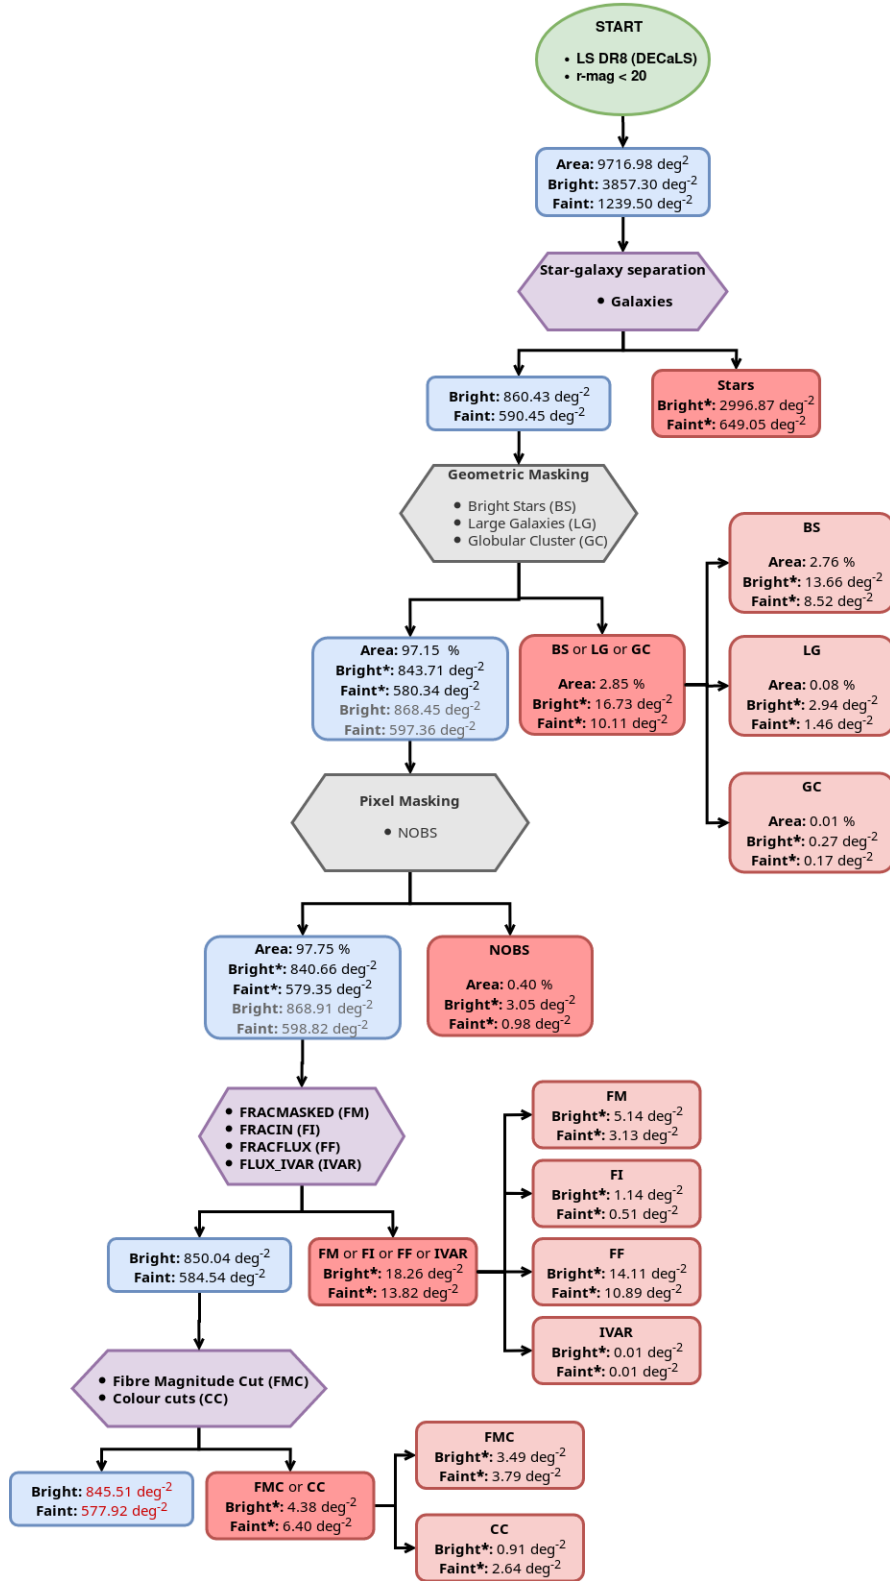 START
• LS DR8 (DECaLS)
• r-mag < 20
Area: 9716.98 deg²
Bright: 3857.30 deg⁻²
Faint: 1239.50 deg⁻²
Star-galaxy separation
• Galaxies
Bright: 860.43 deg⁻²
Faint: 590.45 deg⁻²
Stars
Bright*: 2996.87 deg⁻²
Faint*: 649.05 deg⁻²
Geometric Masking
• Bright Stars (BS)
• Large Galaxies (LG)
• Globular Cluster (GC)
BS
Area: 2.76 %
Bright*: 13.66 deg⁻²
Faint*: 8.52 deg⁻²
Area: 97.15 %
Bright*: 843.71 deg⁻²
Faint*: 580.34 deg⁻²
Bright: 868.45 deg⁻²
Faint: 597.36 deg⁻²
BS or LG or GC
Area: 2.85 %
Bright*: 16.73 deg⁻²
Faint*: 10.11 deg⁻²
LG
Area: 0.08 %
Bright*: 2.94 deg⁻²
Faint*: 1.46 deg⁻²
GC
Area: 0.01 %
Bright*: 0.27 deg⁻²
Faint*: 0.17 deg⁻²
Pixel Masking
• NOBS
Area: 97.75 %
Bright*: 840.66 deg⁻²
Faint*: 579.35 deg⁻²
Bright: 868.91 deg⁻²
Faint: 598.82 deg⁻²
NOBS
Area: 0.40 %
Bright*: 3.05 deg⁻²
Faint*: 0.98 deg⁻²
• FRACMASKED (FM)
• FRACIN (FI)
• FRACFLUX (FF)
• FLUX_IVAR (IVAR)
FM
Bright*: 5.14 deg⁻²
Faint*: 3.13 deg⁻²
FI
Bright*: 1.14 deg⁻²
Faint*: 0.51 deg⁻²
Bright: 850.04 deg⁻²
Faint: 584.54 deg⁻²
FM or FI or FF or IVAR
Bright*: 18.26 deg⁻²
Faint*: 13.82 deg⁻²
FF
Bright*: 14.11 deg⁻²
Faint*: 10.89 deg⁻²
IVAR
Bright*: 0.01 deg⁻²
Faint*: 0.01 deg⁻²
• Fibre Magnitude Cut (FMC)
• Colour cuts (CC)
Bright: 845.51 deg⁻²
Faint: 577.92 deg⁻²
FMC or CC
Bright*: 4.38 deg⁻²
Faint*: 6.40 deg⁻²
FMC
Bright*: 3.49 deg⁻²
Faint*: 3.79 deg⁻²
CC
Bright*: 0.91 deg⁻²
Faint*: 2.64 deg⁻²